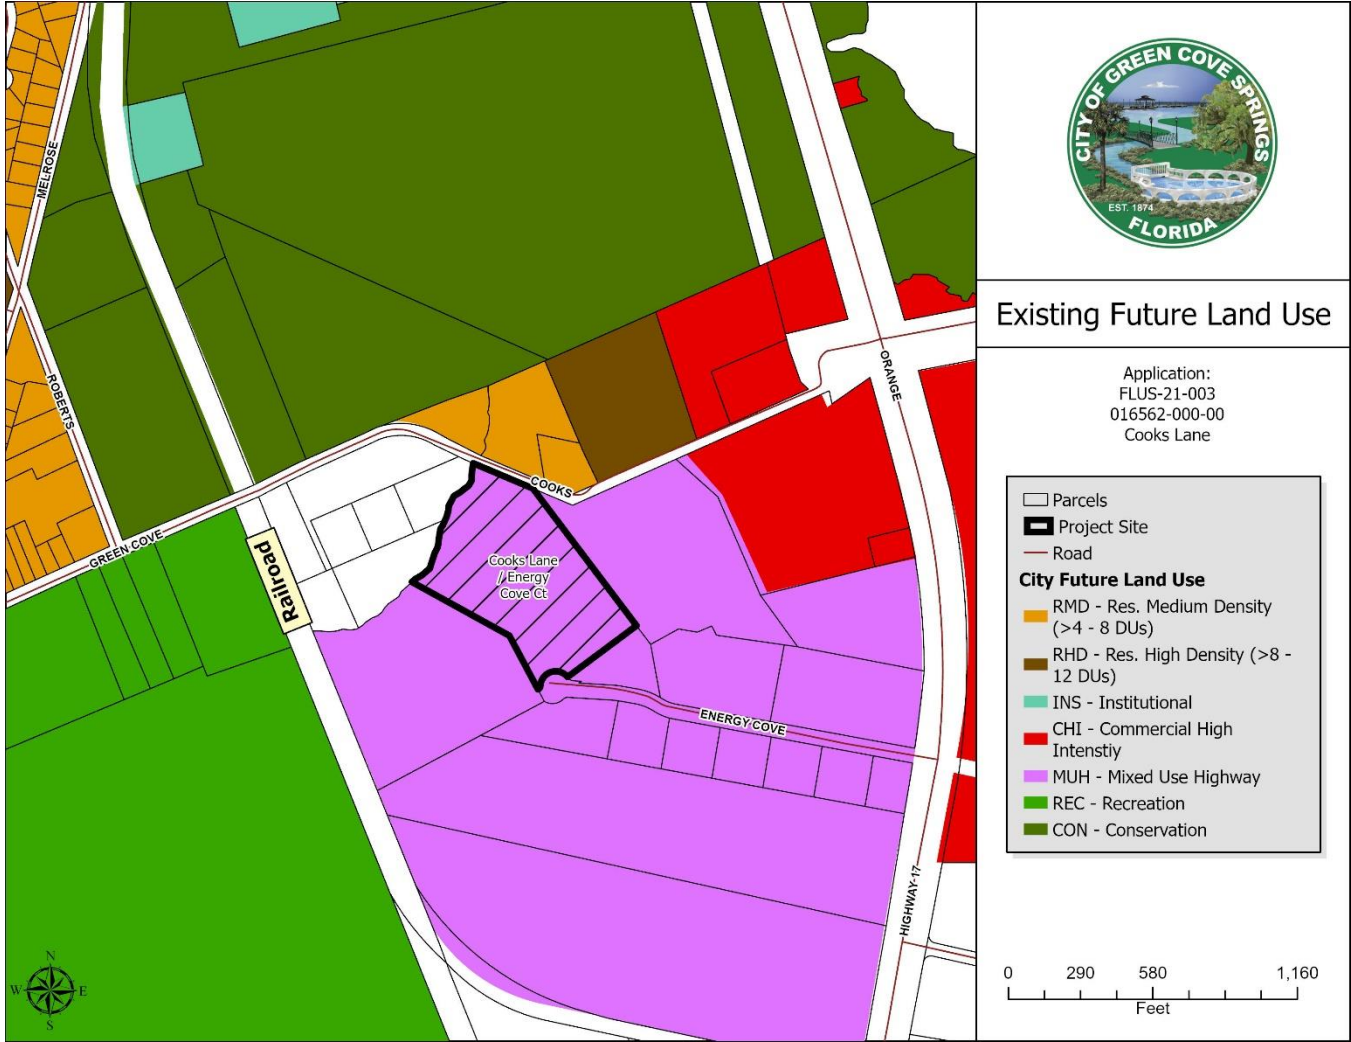 MELROSE
ROBERTS
GREEN COVE
Railroad
COOKS
Cooks Lane
/ Energy
Cove Ct
ENERGY COVE
ORANGE
HIGHWAY-17
N
W
E
S
CITY OF GREEN COVE SPRINGS
EST. 1874
FLORIDA
Existing Future Land Use
Application:
FLUS-21-003
016562-000-00
Cooks Lane
Parcels
Project Site
Road
City Future Land Use
RMD - Res. Medium Density
(>4 - 8 DUs)
RHD - Res. High Density (>8 -
12 DUs)
INS - Institutional
CHI - Commercial High
Intenstiy
MUH - Mixed Use Highway
REC - Recreation
CON - Conservation
0 290 580 1,160
Feet